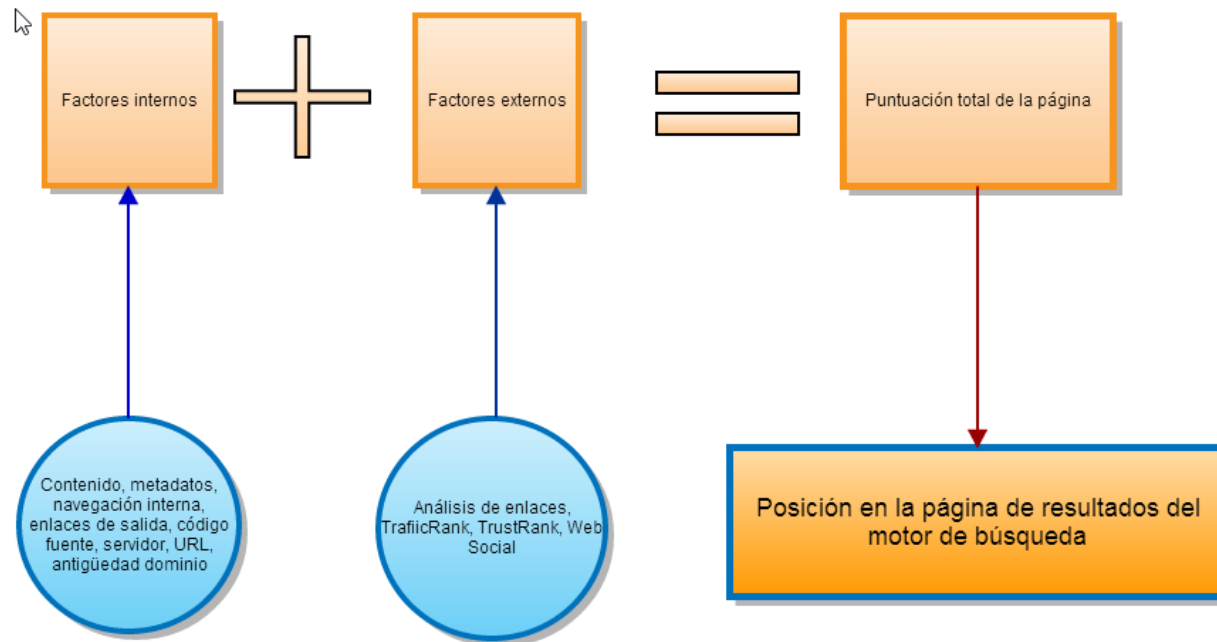 Factores internos
Factores externos
Puntuación total de la página
Contenido, metadatos,
navegación interna,
enlaces de salida, código
fuente, servidor, URL,
antigüedad dominio
Análisis de enlaces,
TrafiicRank, TrustRank, Web
Social
Posición en la página de resultados del
motor de búsqueda